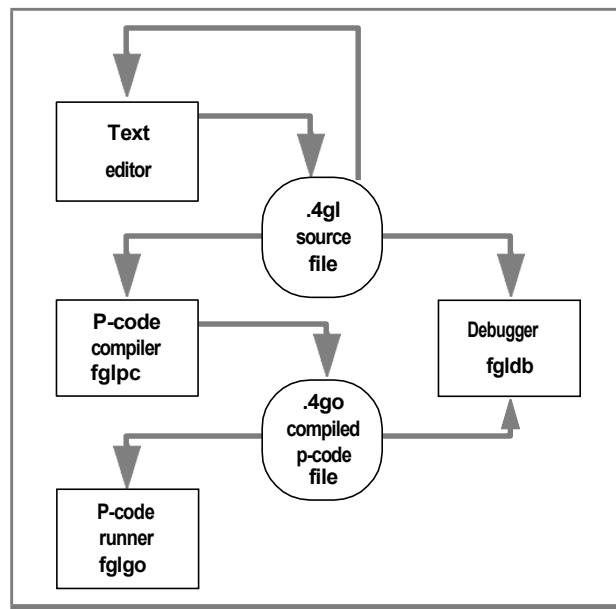 Text
editor
.4gl
source
file
P-code
compiler
fglpc
Debugger
fgldb
.4go
compiled
p-code
file
P-code
runner
fglgo